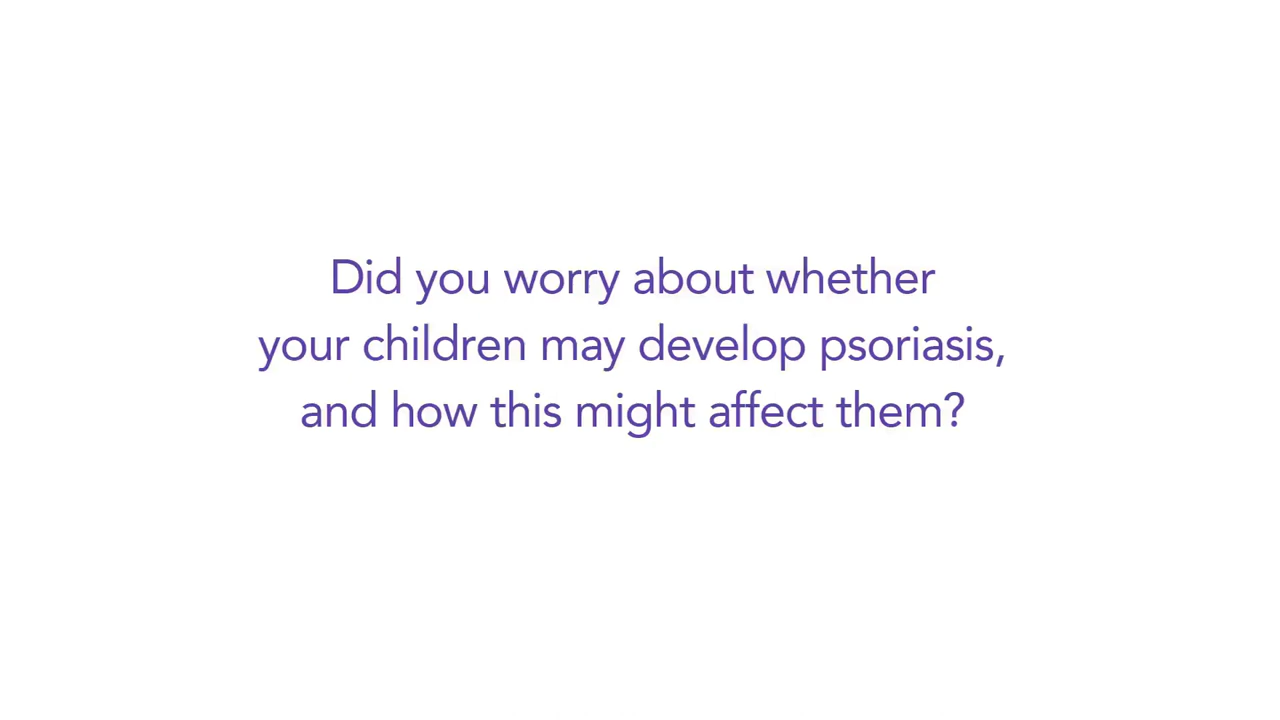 Did you worry about whether
your children may develop psoriasis,
and how this might affect them?